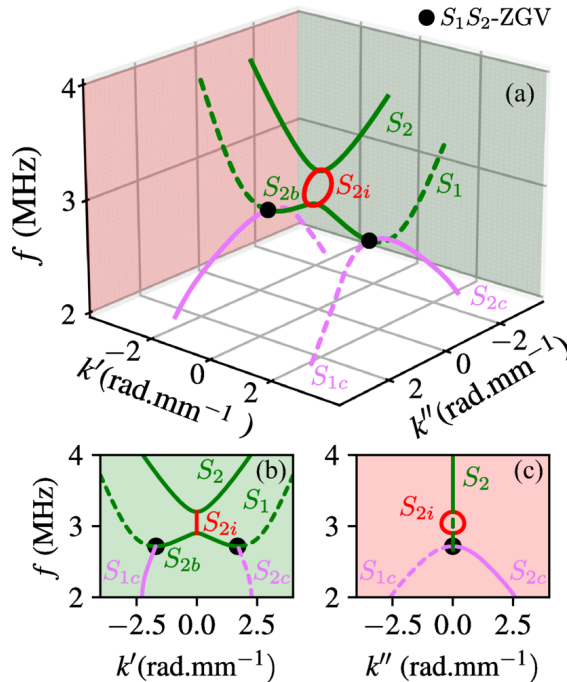 ● S₁S₂-ZGV
(a)
4
3
2
f (MHz)
S₂
S₁
S₂b
S₂i
S₂c
S₁c
−2
0
2
k′(rad.mm⁻¹)
2
0
−2
k″(rad.mm⁻¹)
(b)
4
3
2
f (MHz)
S₂
S₁
S₂i
S₂b
S₁c
S₂c
−2.5 0.0 2.5
k′(rad.mm⁻¹)
(c)
4
3
2
S₂
S₂i
S₁c
S₂c
−2.5 0.0 2.5
k″ (rad.mm⁻¹)